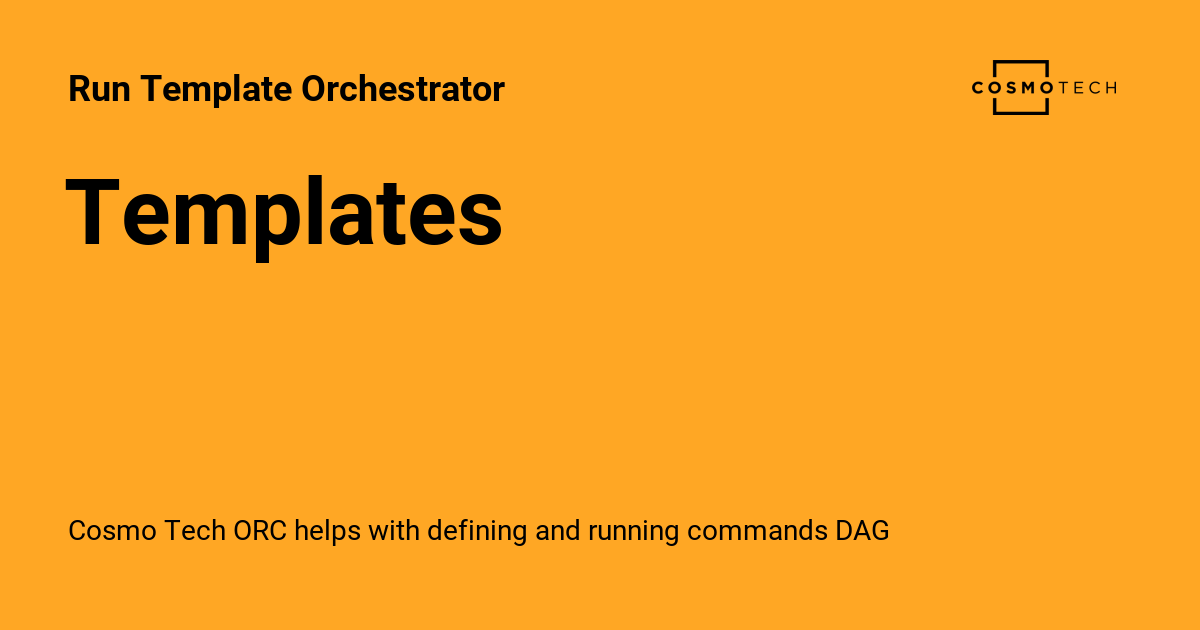 Run Template Orchestrator
COSMOTECH
Templates
Cosmo Tech ORC helps with defining and running commands DAG